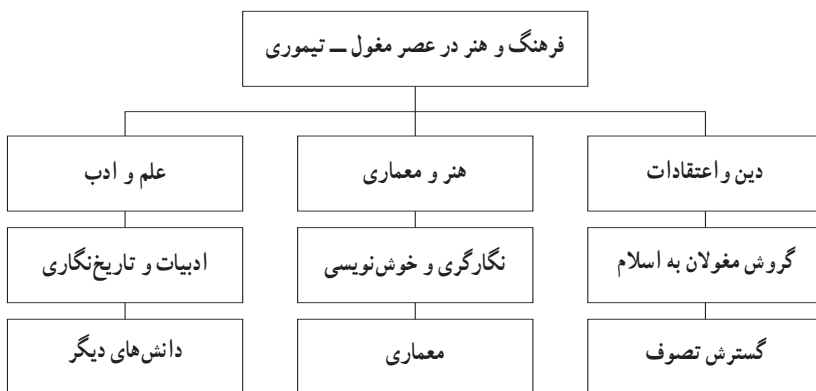 فرهنگ و هنر در عصر مغول ــ تیموری
دین و اعتقادات
هنر و معماری
علم و ادب
گروش مغولان به اسلام
نگارگری و خوش‌نویسی
ادبیات و تاریخ‌نگاری
گسترش تصوف
معماری
دانش‌های دیگر